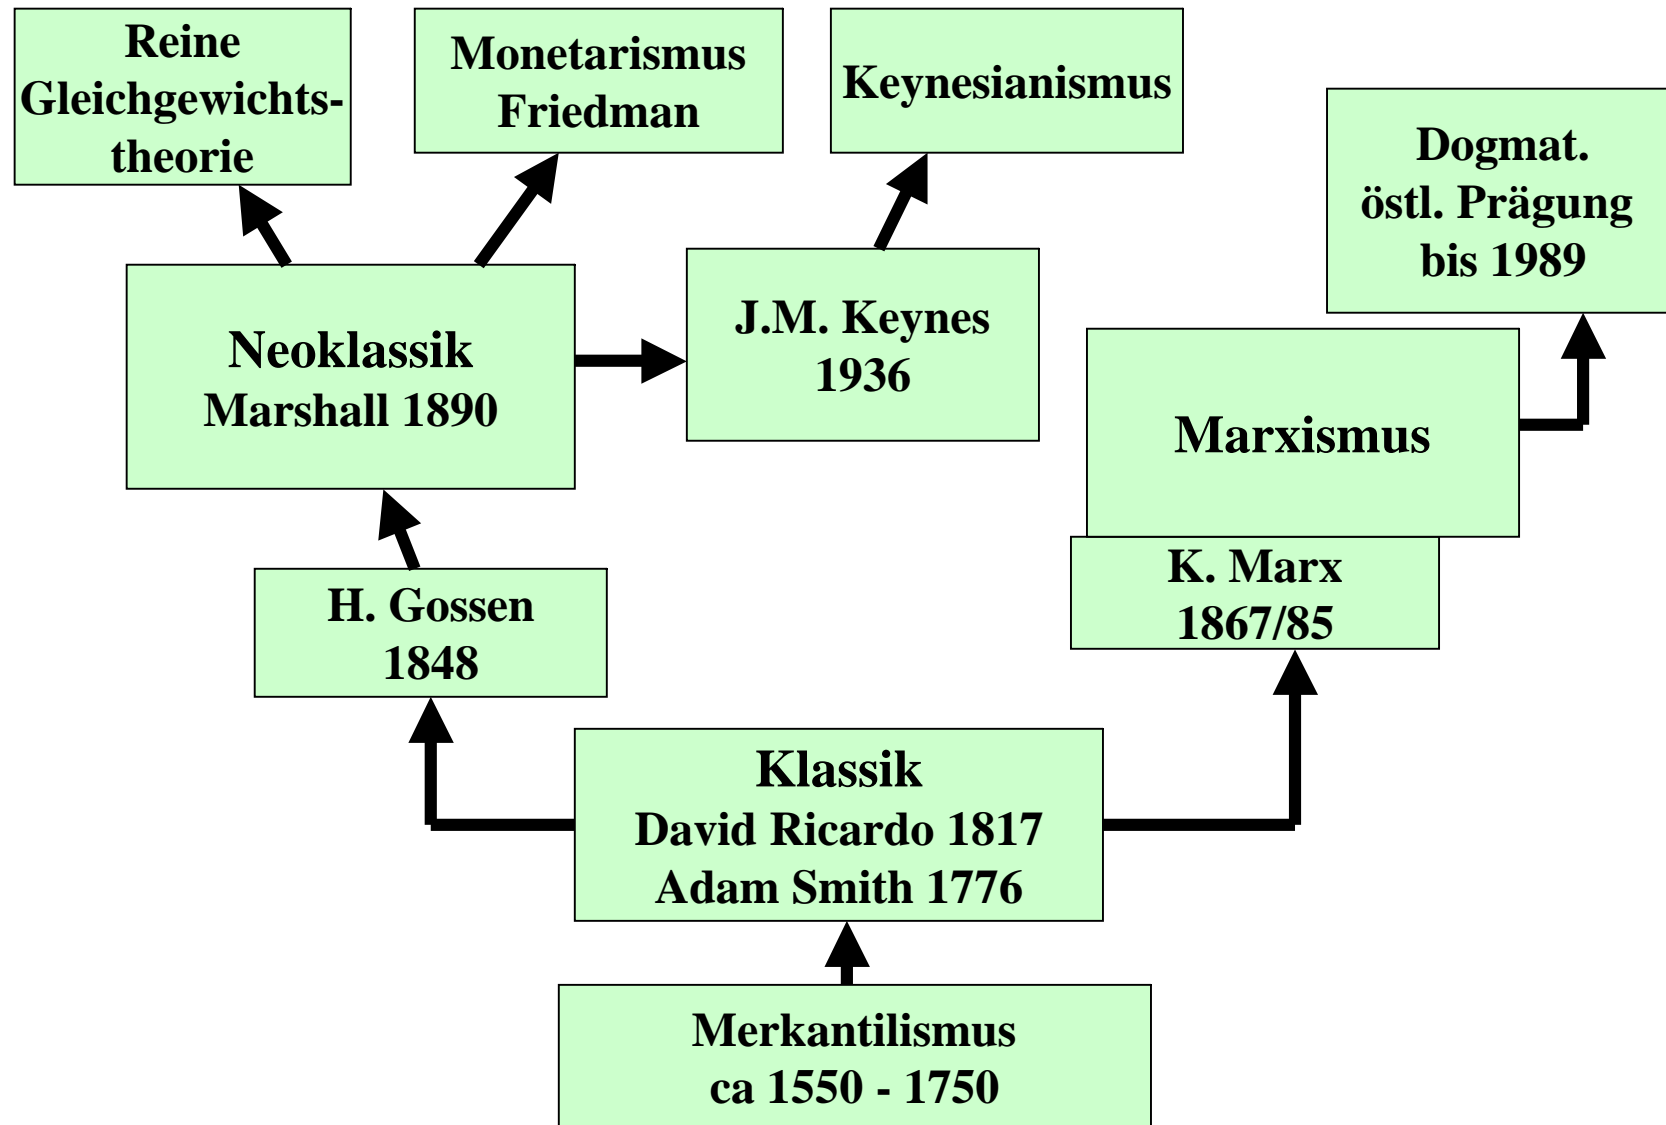 Reine
Gleichgewichts-
theorie
Monetarismus
Friedman
Keynesianismus
Dogmat.
östl. Prägung
bis 1989
Neoklassik
Marshall 1890
J.M. Keynes
1936
Marxismus
K. Marx
1867/85
H. Gossen
1848
Klassik
David Ricardo 1817
Adam Smith 1776
Merkantilismus
ca 1550 - 1750